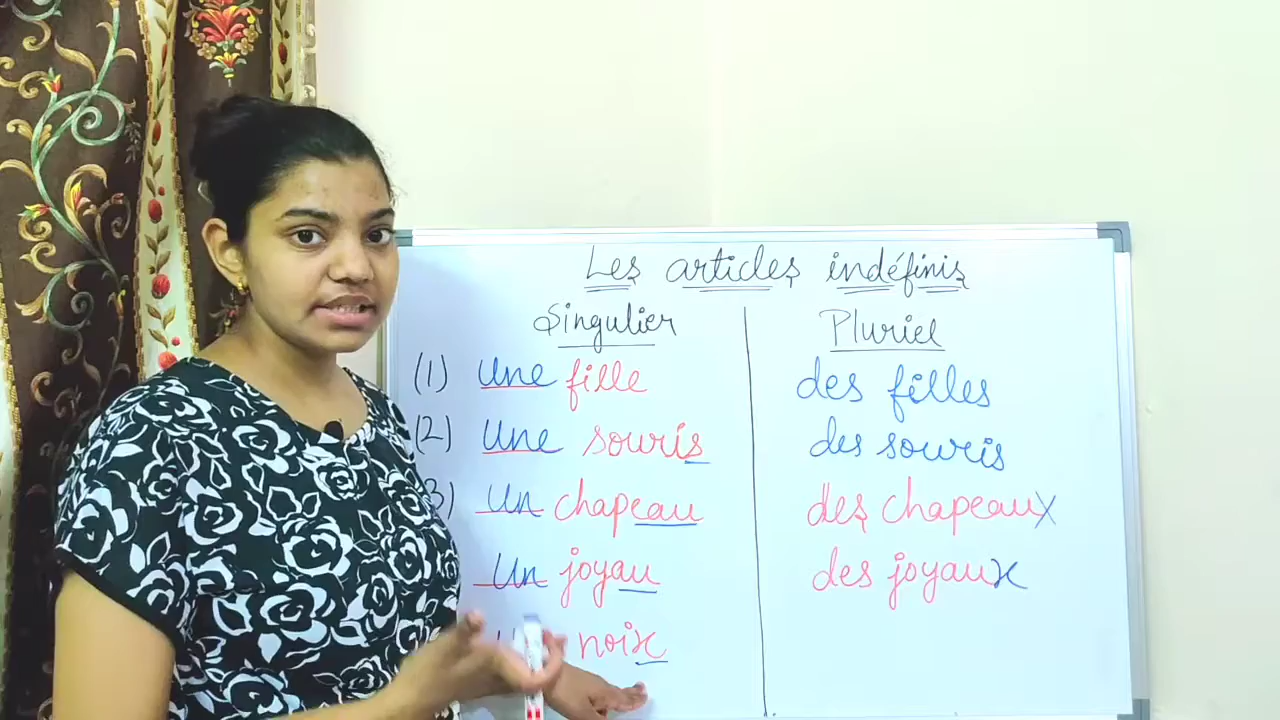 Les articles indéfinis
Singulier Pluriel
(1) Une fille des filles
(2) Une souris des souris
3) Un chapeau des chapeaux
Un joyau des joyaux
noix